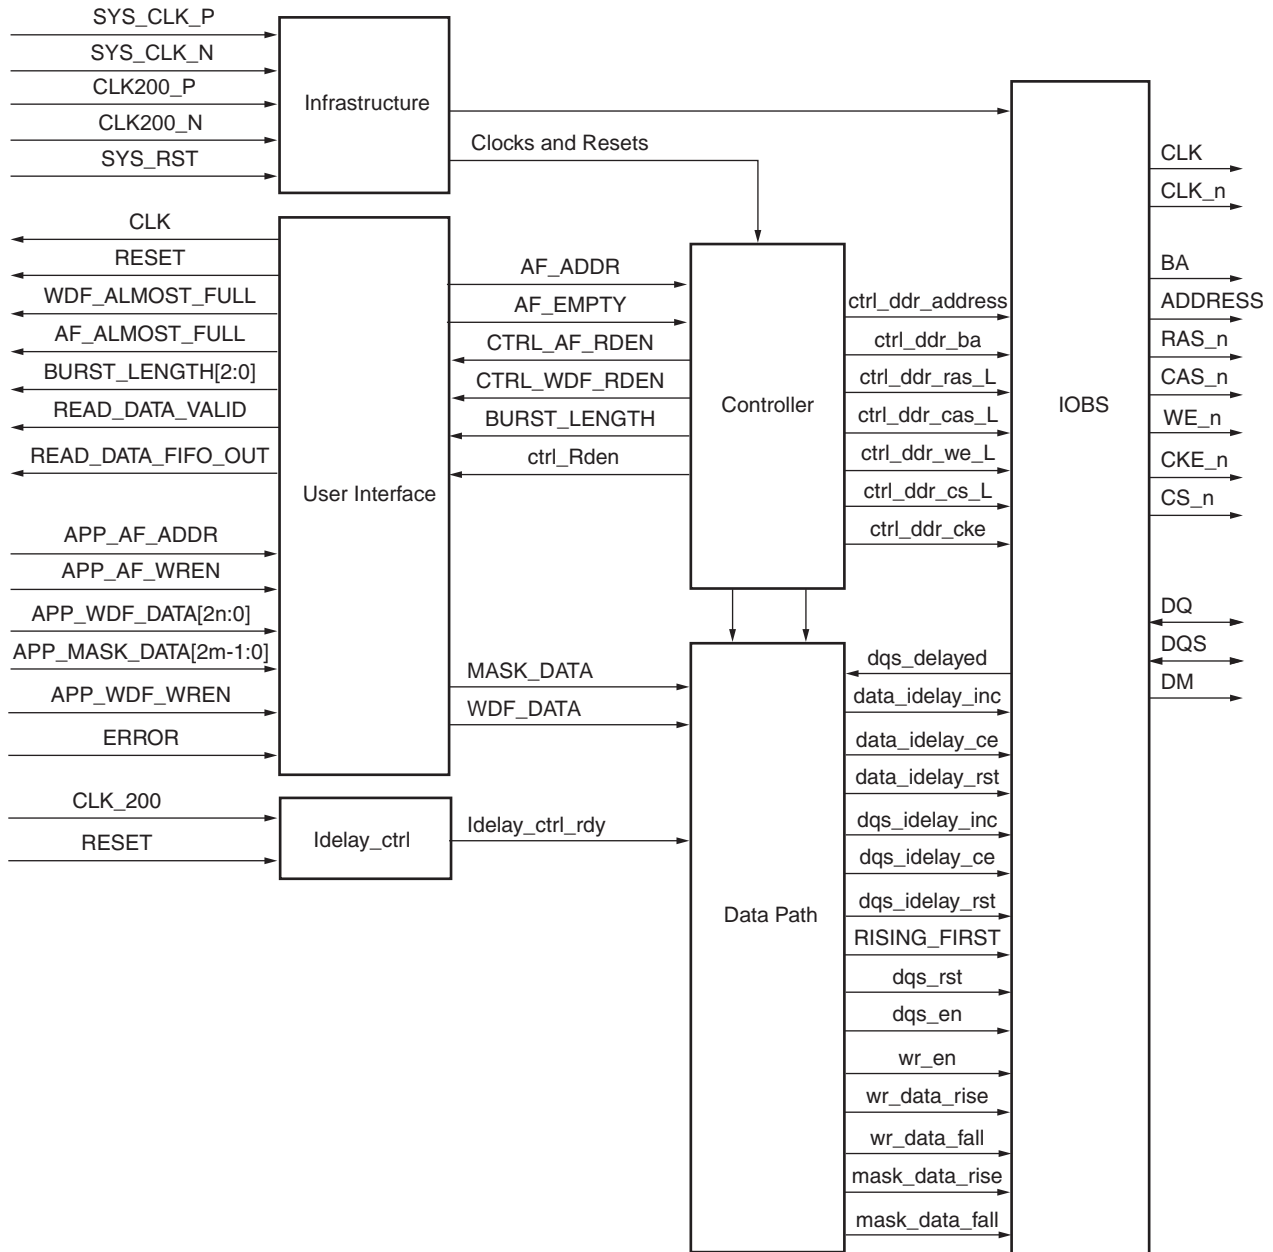 SYS_CLK_P
SYS_CLK_N
CLK200_P
CLK200_N
SYS_RST
Infrastructure
Clocks and Resets
CLK
RESET
WDF_ALMOST_FULL
AF_ALMOST_FULL
BURST_LENGTH[2:0]
READ_DATA_VALID
READ_DATA_FIFO_OUT
APP_AF_ADDR
APP_AF_WREN
APP_WDF_DATA[2n:0]
APP_MASK_DATA[2m-1:0]
APP_WDF_WREN
ERROR
User Interface
CLK_200
RESET
Idelay_ctrl
Idelay_ctrl_rdy
AF_ADDR
AF_EMPTY
CTRL_AF_RDEN
CTRL_WDF_RDEN
BURST_LENGTH
ctrl_Rden
MASK_DATA
WDF_DATA
Controller
ctrl_ddr_address
ctrl_ddr_ba
ctrl_ddr_ras_L
ctrl_ddr_cas_L
ctrl_ddr_we_L
ctrl_ddr_cs_L
ctrl_ddr_cke
Data Path
dqs_delayed
data_idelay_inc
data_idelay_ce
data_idelay_rst
dqs_idelay_inc
dqs_idelay_ce
dqs_idelay_rst
RISING_FIRST
dqs_rst
dqs_en
wr_en
wr_data_rise
wr_data_fall
mask_data_rise
mask_data_fall
IOBS
CLK
CLK_n
BA
ADDRESS
RAS_n
CAS_n
WE_n
CKE_n
CS_n
DQ
DQS
DM